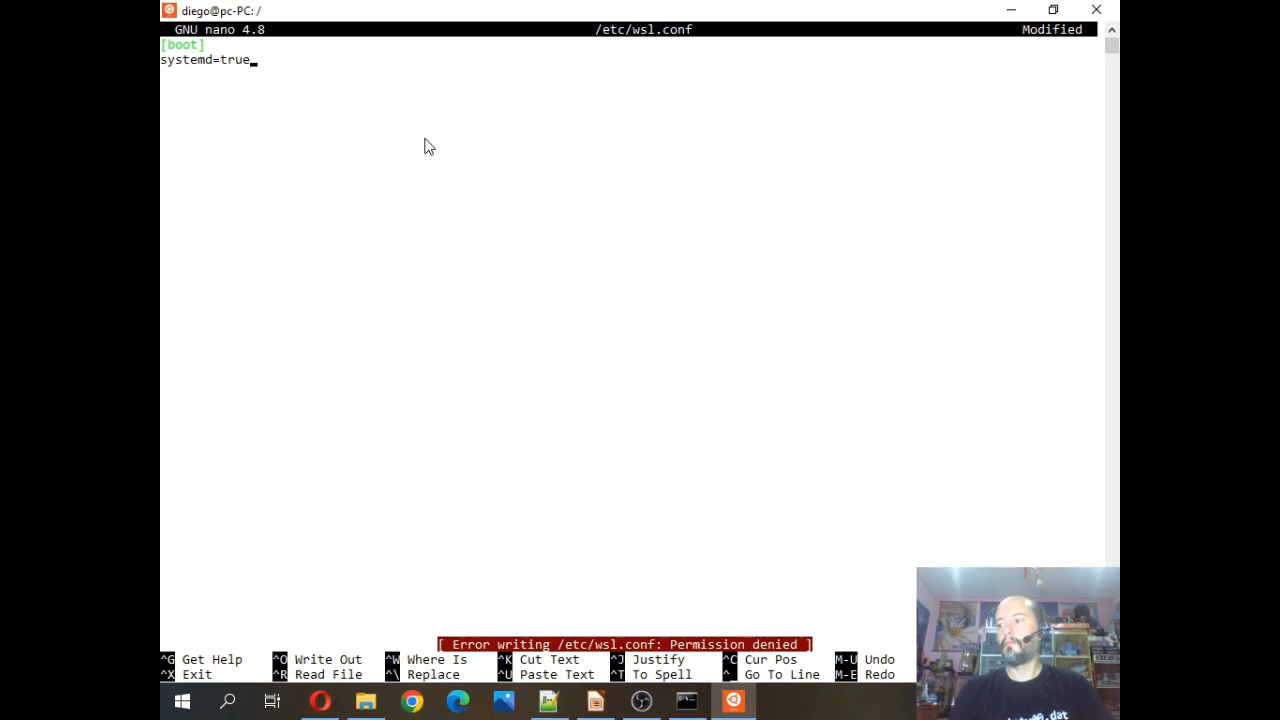 diego@pc-PC: /
GNU nano 4.8 /etc/wsl.conf Modified
[boot]
systemd=true
[ Error writing /etc/wsl.conf: Permission denied ]
^G Get Help ^O Write Out ^W Where Is ^K Cut Text ^J Justify ^C Cur Pos M-U Undo
^X Exit ^R Read File ^\ Replace ^U Paste Text ^T To Spell ^_ Go To Line M-E Redo